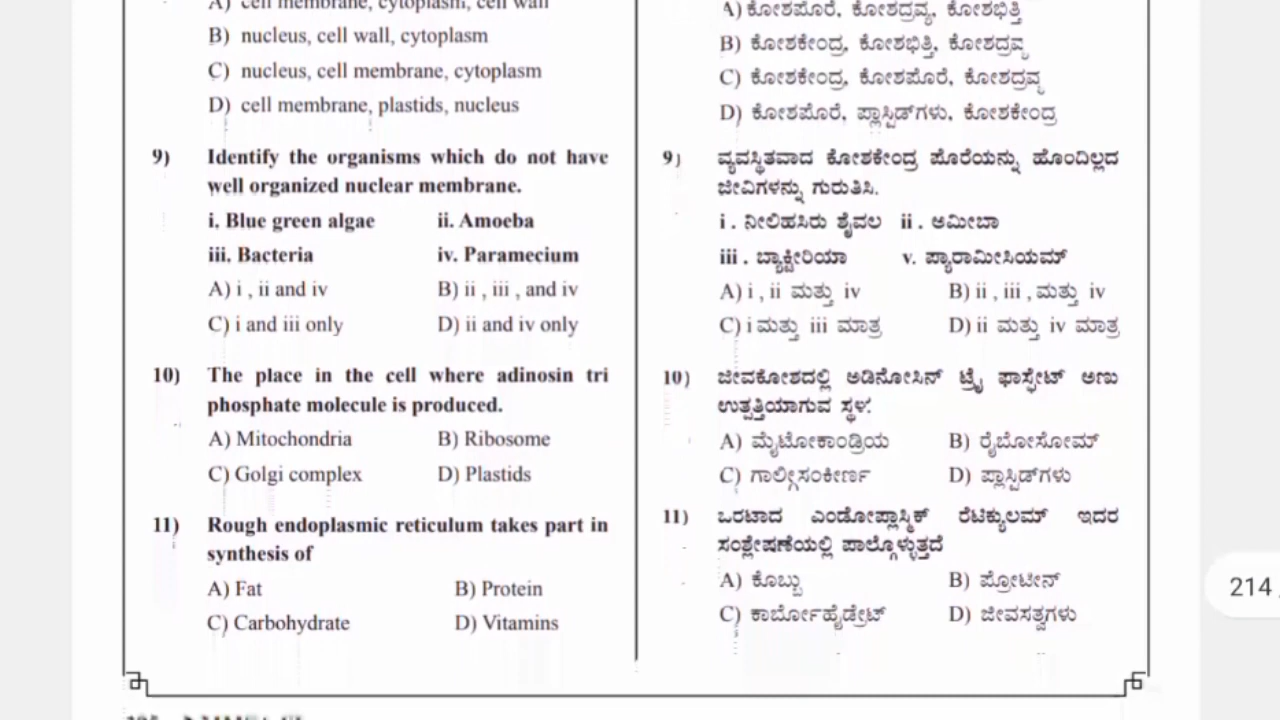 A) cell membrane, cytoplasm, cell wall
B) nucleus, cell wall, cytoplasm
C) nucleus, cell membrane, cytoplasm
D) cell membrane, plastids, nucleus
9) Identify the organisms which do not have
well organized nuclear membrane.
i. Blue green algae ii. Amoeba
iii. Bacteria iv. Paramecium
A) i , ii and iv B) ii , iii , and iv
C) i and iii only D) ii and iv only
10) The place in the cell where adinosin tri
phosphate molecule is produced.
A) Mitochondria B) Ribosome
C) Golgi complex D) Plastids
11) Rough endoplasmic reticulum takes part in
synthesis of
A) Fat B) Protein
C) Carbohydrate D) Vitamins
A) ಕೋಶಪೊರೆ, ಕೋಶದ್ರವ್ಯ, ಕೋಶಭಿತ್ತಿ
B) ಕೋಶಕೇಂದ್ರ, ಕೋಶಭಿತ್ತಿ, ಕೋಶದ್ರವ್ಯ
C) ಕೋಶಕೇಂದ್ರ, ಕೋಶಪೊರೆ, ಕೋಶದ್ರವ್ಯ
D) ಕೋಶಪೊರೆ, ಪ್ಲಾಸ್ಟಿಡ್‌ಗಳು, ಕೋಶಕೇಂದ್ರ
9) ವ್ಯವಸ್ಥಿತವಾದ ಕೋಶಕೇಂದ್ರ ಪೊರೆಯನ್ನು ಹೊಂದಿಲ್ಲದ
ಜೀವಿಗಳನ್ನು ಗುರುತಿಸಿ.
i . ನೀಲಿಹಸಿರು ಶೈವಲ ii . ಅಮೀಬಾ
iii . ಬ್ಯಾಕ್ಟೀರಿಯಾ v. ಪ್ಯಾರಾಮೀಸಿಯಮ್
A) i , ii ಮತ್ತು iv B) ii , iii ,ಮತ್ತು iv
C) i ಮತ್ತು iii ಮಾತ್ರ D) ii ಮತ್ತು iv ಮಾತ್ರ
10) ಜೀವಕೋಶದಲ್ಲಿ ಅಡಿನೋಸಿನ್ ಟ್ರೈ ಫಾಸ್ಫೇಟ್ ಅಣು
ಉತ್ಪತ್ತಿಯಾಗುವ ಸ್ಥಳ.
A) ಮೈಟೋಕಾಂಡ್ರಿಯ B) ರೈಬೋಸೋಮ್
C) ಗಾಲ್ಗೀಸಂಕೀರ್ಣ D) ಪ್ಲಾಸ್ಟಿಡ್‌ಗಳು
11) ಒರಟಾದ ಎಂಡೋಪ್ಲಾಸ್ಮಿಕ್ ರೆಟಿಕ್ಯುಲಮ್ ಇದರ
ಸಂಶ್ಲೇಷಣೆಯಲ್ಲಿ ಪಾಲ್ಗೊಳ್ಳುತ್ತದೆ
A) ಕೊಬ್ಬು B) ಪ್ರೋಟೀನ್
C) ಕಾರ್ಬೋಹೈಡ್ರೇಟ್ D) ಜೀವಸತ್ವಗಳು
214